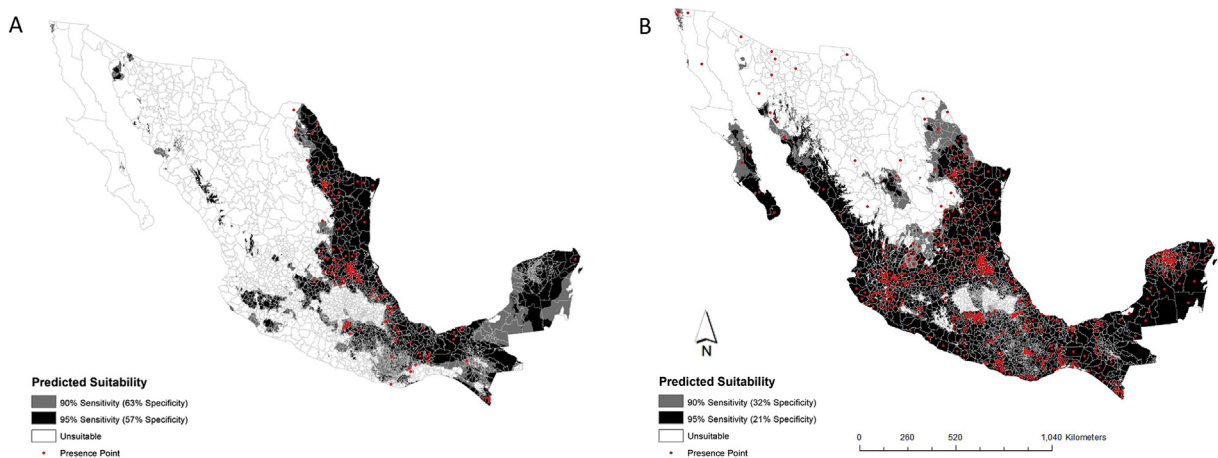 A
Predicted Suitability
90% Sensitivity (63% Specificity)
95% Sensitivity (57% Specificity)
Unsuitable
Presence Point
B
N
Predicted Suitability
90% Sensitivity (32% Specificity)
95% Sensitivity (21% Specificity)
Unsuitable
Presence Point
0 260 520 1,040 Kilometers